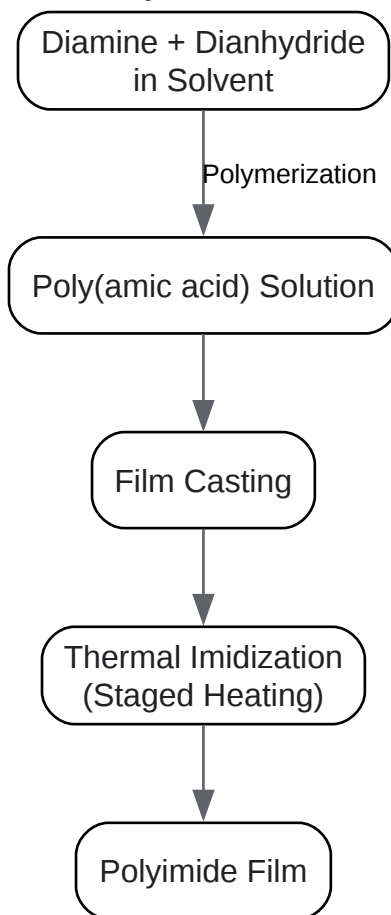 Diamine + Dianhydride
in Solvent
Polymerization
Poly(amic acid) Solution
Film Casting
Thermal Imidization
(Staged Heating)
Polyimide Film